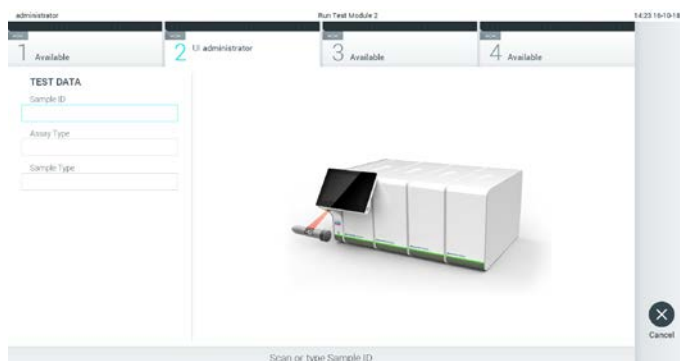 administrator
Run Test Module 2
14:23 16-10-18
1 Available
2 UI administrator
3 Available
4 Available
TEST DATA
Sample ID
Assay Type
Sample Type
Cancel
Scan or type Sample ID